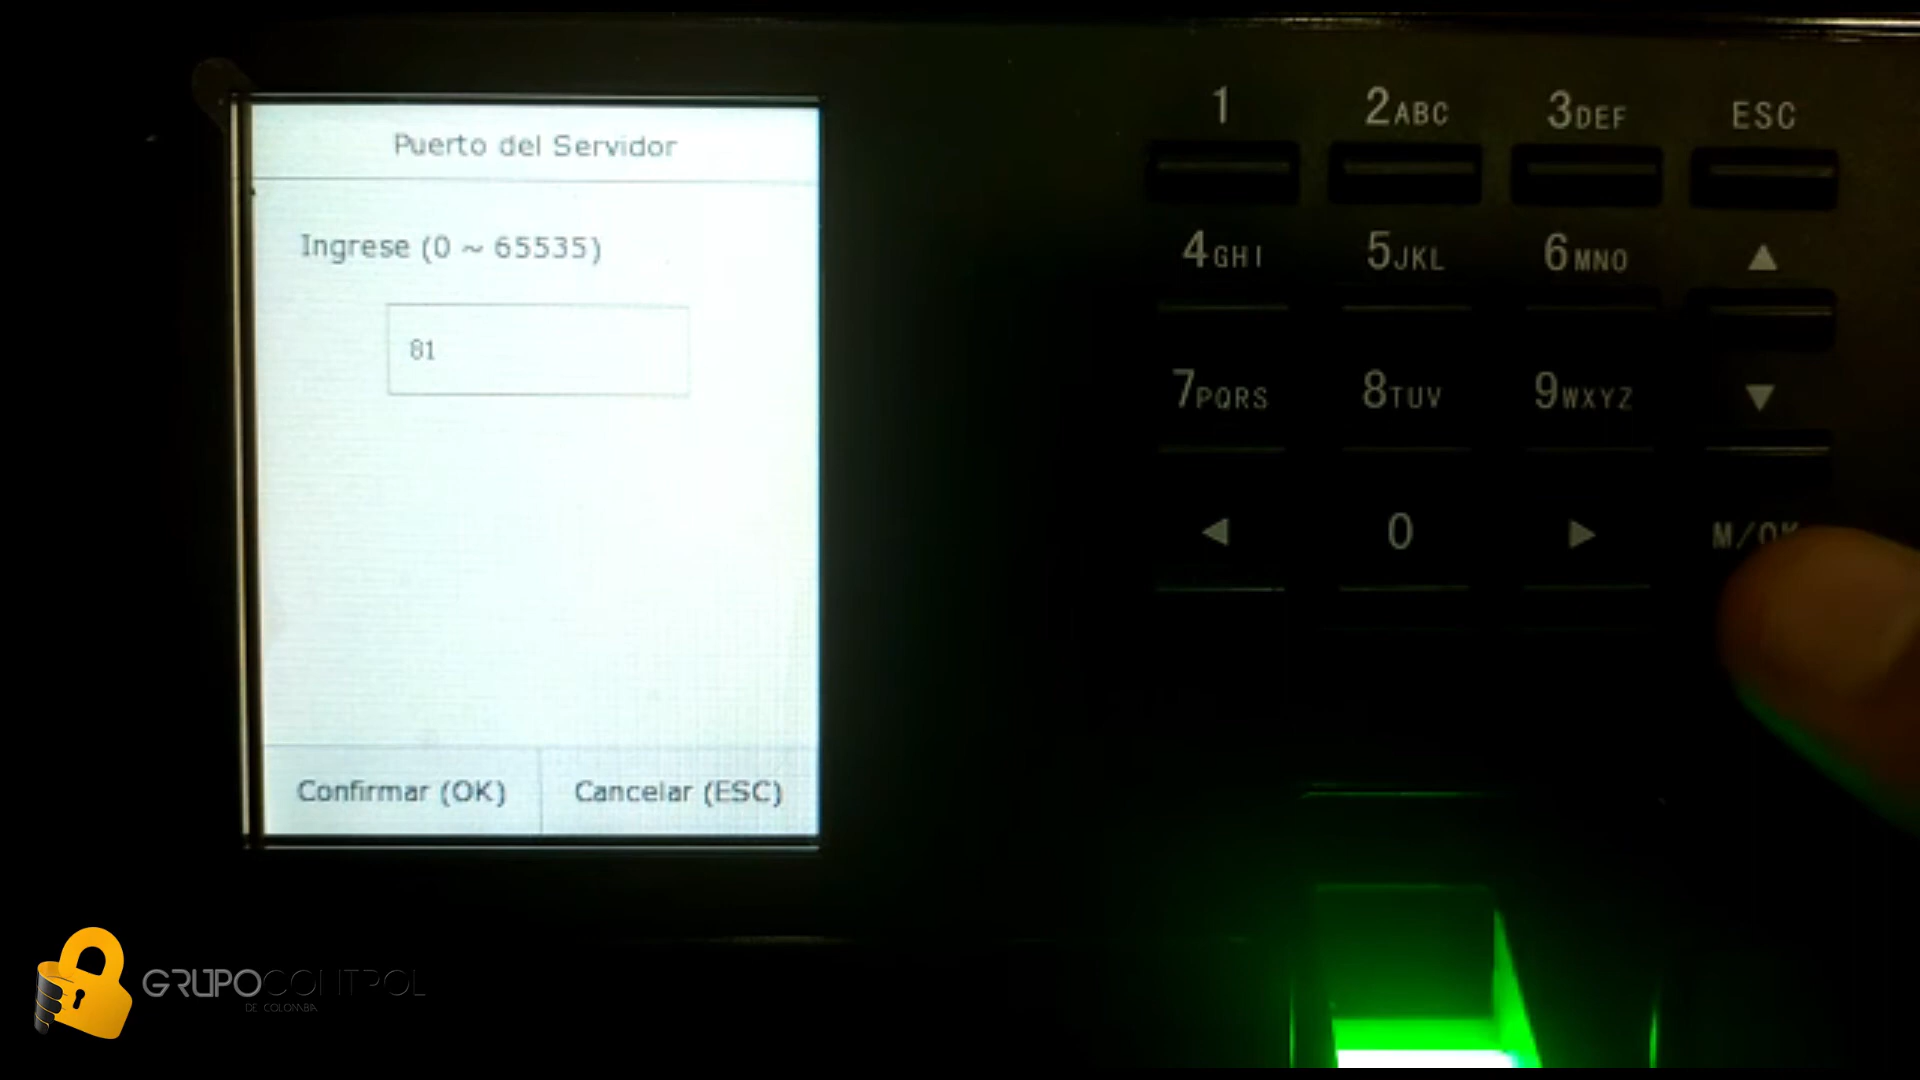 Puerto del Servidor
Ingrese (0 ~ 65535)
81
Confirmar (OK) Cancelar (ESC)
1 2ABC 3DEF ESC
4GHI 5JKL 6MNO ▲
7PQRS 8TUV 9WXYZ ▼
◀ 0 ▶ M/OK
GRUPOCONTROL
DE COLOMBIA